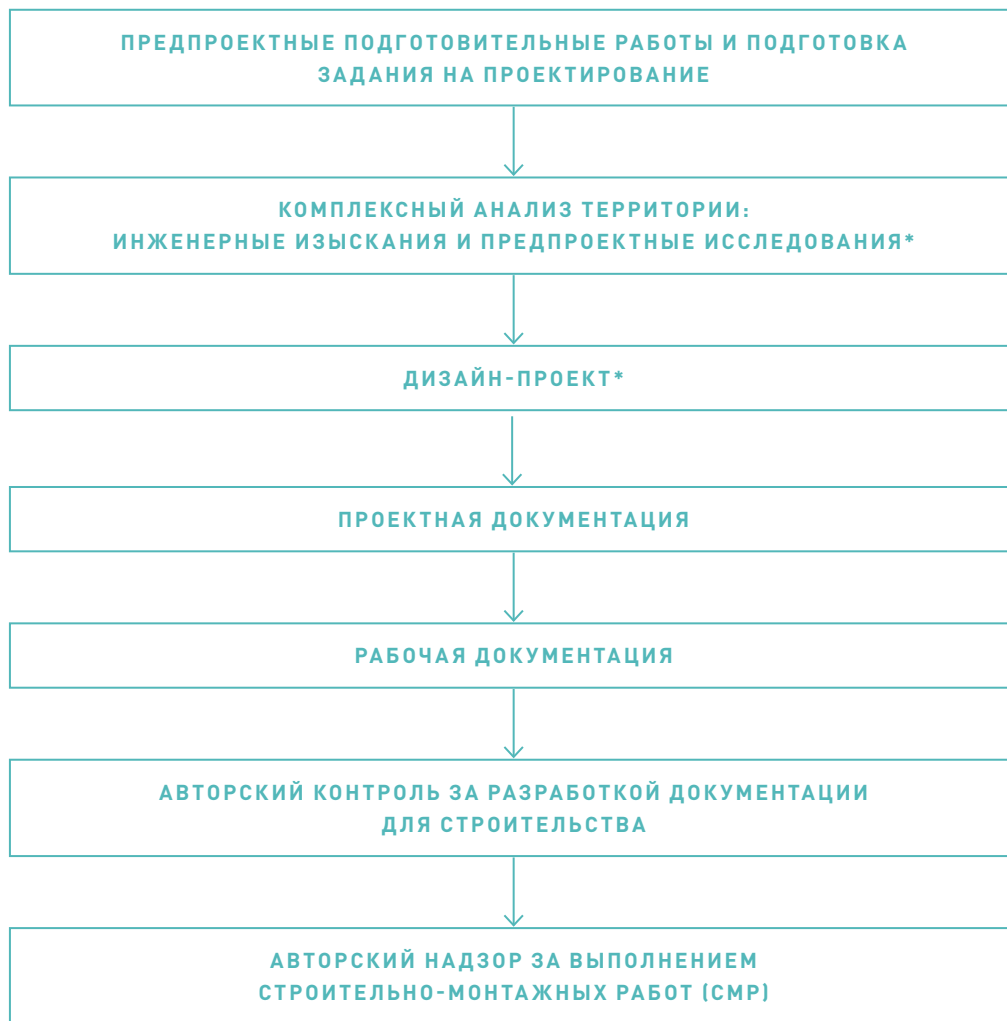 ПРЕДПРОЕКТНЫЕ ПОДГОТОВИТЕЛЬНЫЕ РАБОТЫ И ПОДГОТОВКА
ЗАДАНИЯ НА ПРОЕКТИРОВАНИЕ
КОМПЛЕКСНЫЙ АНАЛИЗ ТЕРРИТОРИИ:
ИНЖЕНЕРНЫЕ ИЗЫСКАНИЯ И ПРЕДПРОЕКТНЫЕ ИССЛЕДОВАНИЯ*
ДИЗАЙН-ПРОЕКТ*
ПРОЕКТНАЯ ДОКУМЕНТАЦИЯ
РАБОЧАЯ ДОКУМЕНТАЦИЯ
АВТОРСКИЙ КОНТРОЛЬ ЗА РАЗРАБОТКОЙ ДОКУМЕНТАЦИИ
ДЛЯ СТРОИТЕЛЬСТВА
АВТОРСКИЙ НАДЗОР ЗА ВЫПОЛНЕНИЕМ
СТРОИТЕЛЬНО-МОНТАЖНЫХ РАБОТ (СМР)